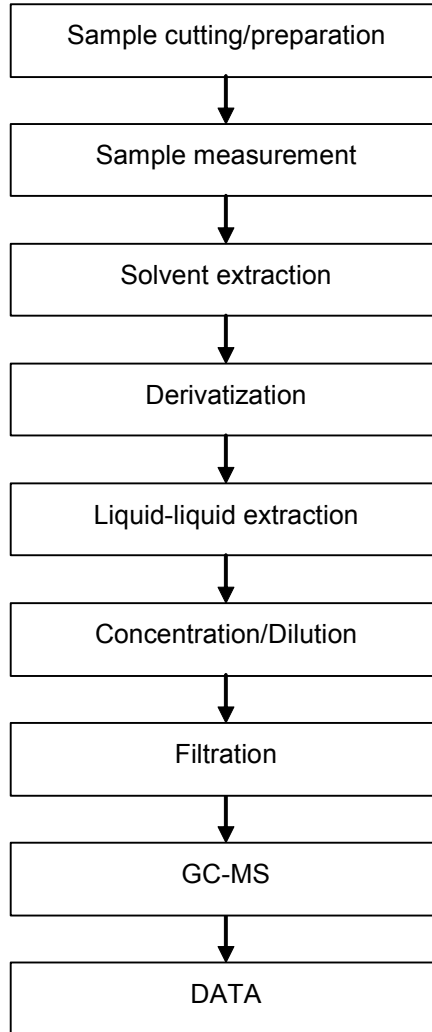 Sample cutting/preparation
Sample measurement
Solvent extraction
Derivatization
Liquid-liquid extraction
Concentration/Dilution
Filtration
GC-MS
DATA